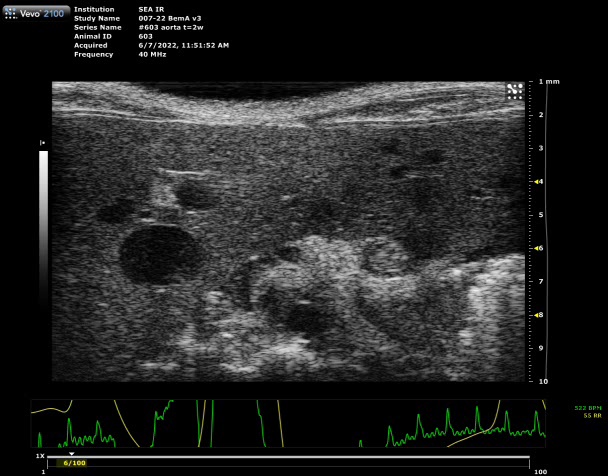 Vevo 2100
Institution SEA IR
Study Name 007-22 BemA v3
Series Name #603 aorta t=2w
Animal ID 603
Acquired 6/7/2022, 11:51:52 AM
Frequency 40 MHz
1 mm
2
3
4
5
6
7
8
9
10
522 BPM
55 RR
1X
6/100
1
100